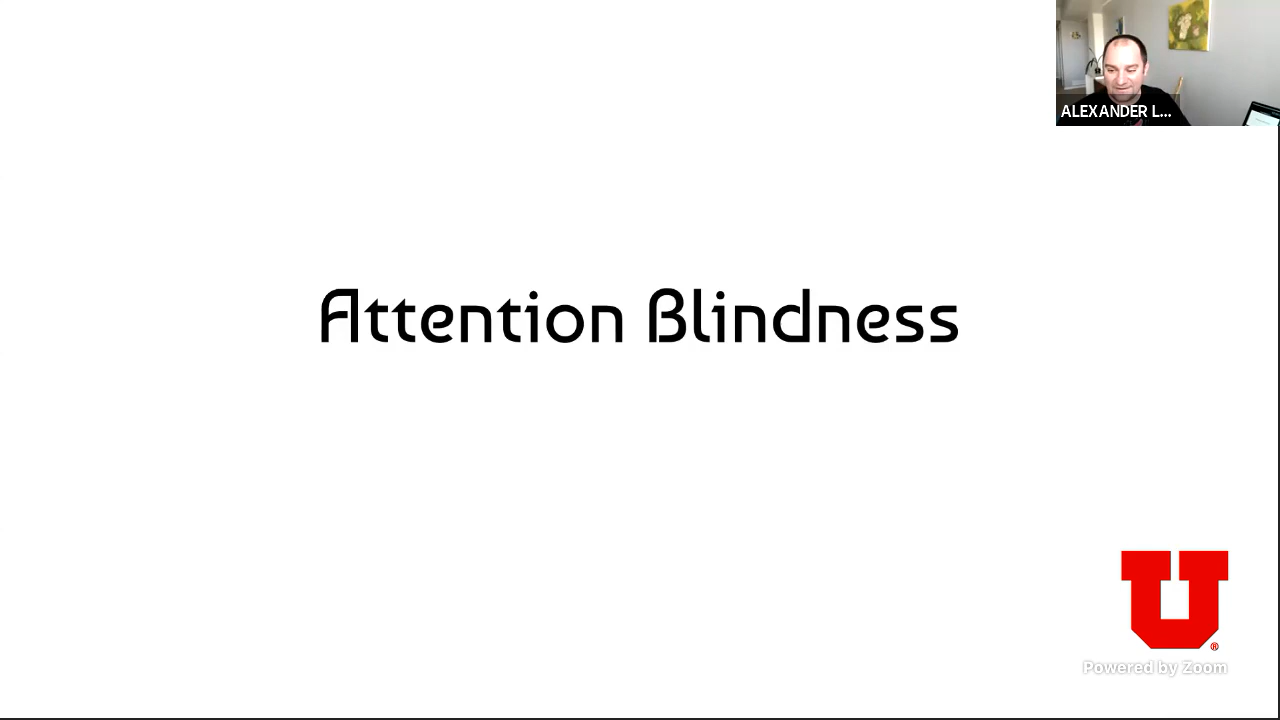 ALEXANDER L...
Attention Blindness
U
®
Powered by Zoom